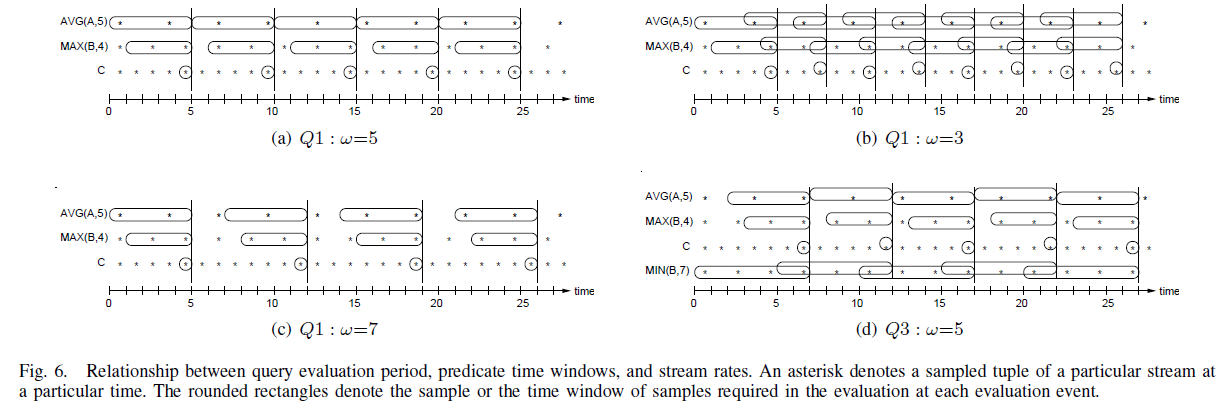 AVG(A,5)
MAX(B,4)
C
0 5 10 15 20 25 time
(a) Q1 : ω=5
AVG(A,5)
MAX(B,4)
C
0 5 10 15 20 25 time
(b) Q1 : ω=3
AVG(A,5)
MAX(B,4)
C
0 5 10 15 20 25 time
(c) Q1 : ω=7
AVG(A,5)
MAX(B,4)
C
MIN(B,7)
0 5 10 15 20 25 time
(d) Q3 : ω=5
Fig. 6. Relationship between query evaluation period, predicate time windows, and stream rates. An asterisk denotes a sampled tuple of a particular stream at
a particular time. The rounded rectangles denote the sample or the time window of samples required in the evaluation at each evaluation event.